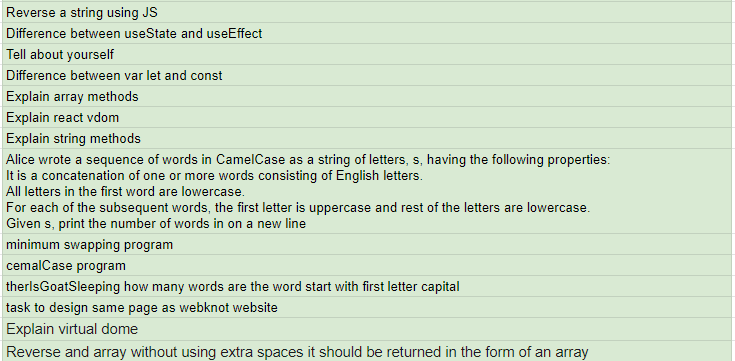 Reverse a string using JS
Difference between useState and useEffect
Tell about yourself
Difference between var let and const
Explain array methods
Explain react vdom
Explain string methods
Alice wrote a sequence of words in CamelCase as a string of letters, s, having the following properties:
It is a concatenation of one or more words consisting of English letters.
All letters in the first word are lowercase.
For each of the subsequent words, the first letter is uppercase and rest of the letters are lowercase.
Given s, print the number of words in on a new line
minimum swapping program
cemalCase program
therIsGoatSleeping how many words are the word start with first letter capital
task to design same page as webknot website
Explain virtual dome
Reverse and array without using extra spaces it should be returned in the form of an array